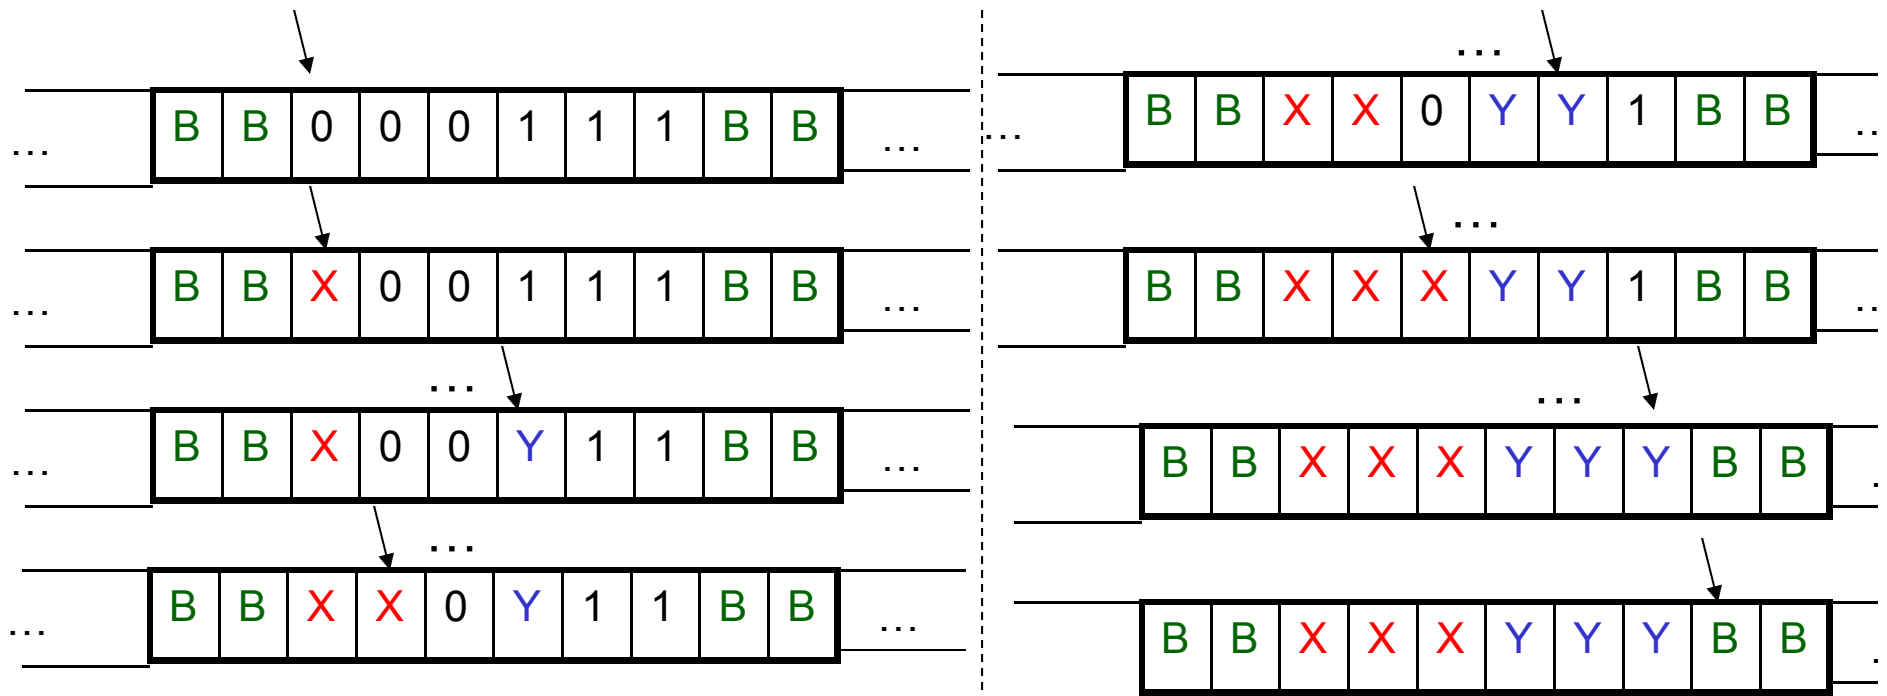 B B 0 0 0 1 1 1 B B
... ...
B B X 0 0 1 1 1 B B
... ...
...
B B X 0 0 Y 1 1 B B
... ...
...
B B X X 0 Y 1 1 B B
... ...
...
B B X X 0 Y Y 1 B B
... ..
...
B B X X X Y Y 1 B B
..
...
B B X X X Y Y Y B B
.
B B X X X Y Y Y B B
.